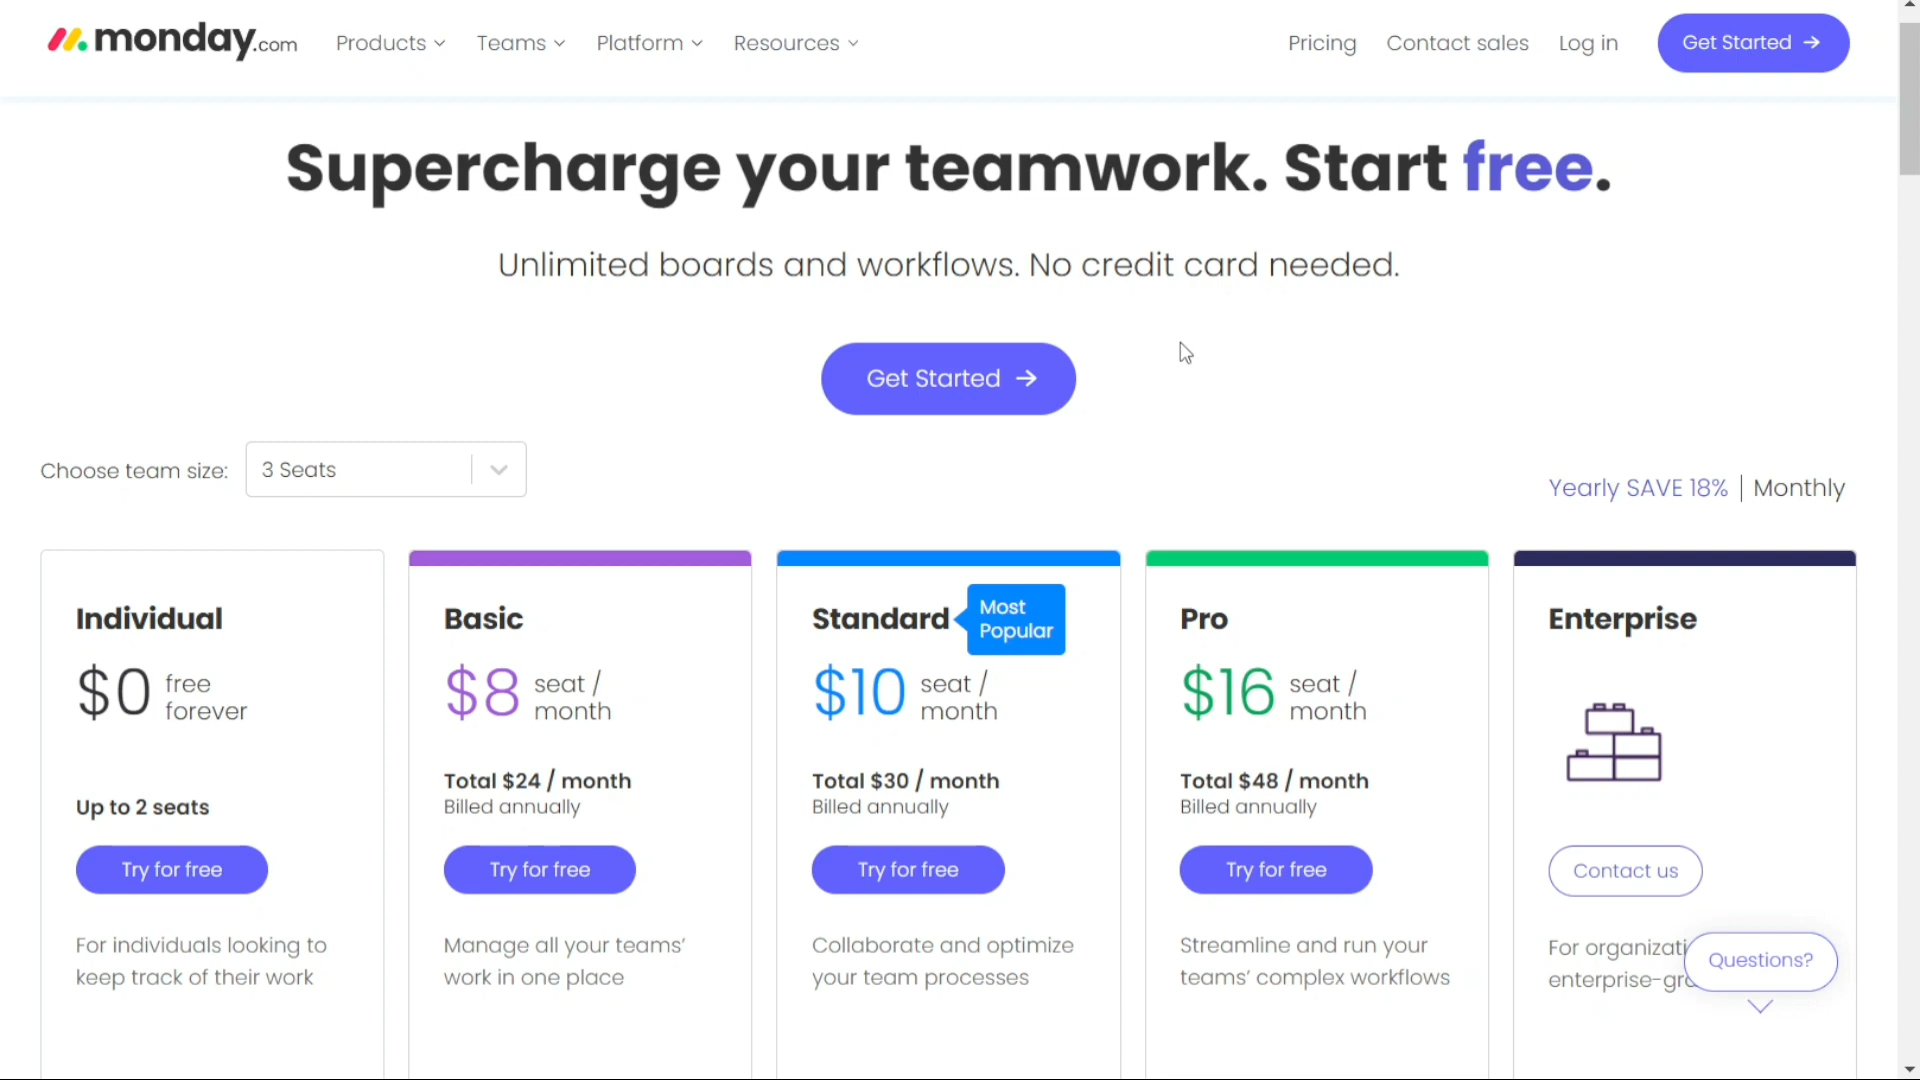 monday.com Products Teams Platform Resources Pricing Contact sales Log in Get Started →
Supercharge your teamwork. Start free.
Unlimited boards and workflows. No credit card needed.
Get Started →
Choose team size: 3 Seats
Yearly SAVE 18% | Monthly
Individual
$0 free
forever
Up to 2 seats
Try for free
For individuals looking to
keep track of their work
Basic
$8 seat /
month
Total $24 / month
Billed annually
Try for free
Manage all your teams’
work in one place
Standard
Most
Popular
$10 seat /
month
Total $30 / month
Billed annually
Try for free
Collaborate and optimize
your team processes
Pro
$16 seat /
month
Total $48 / month
Billed annually
Try for free
Streamline and run your
teams’ complex workflows
Enterprise
Contact us
For
Questions?